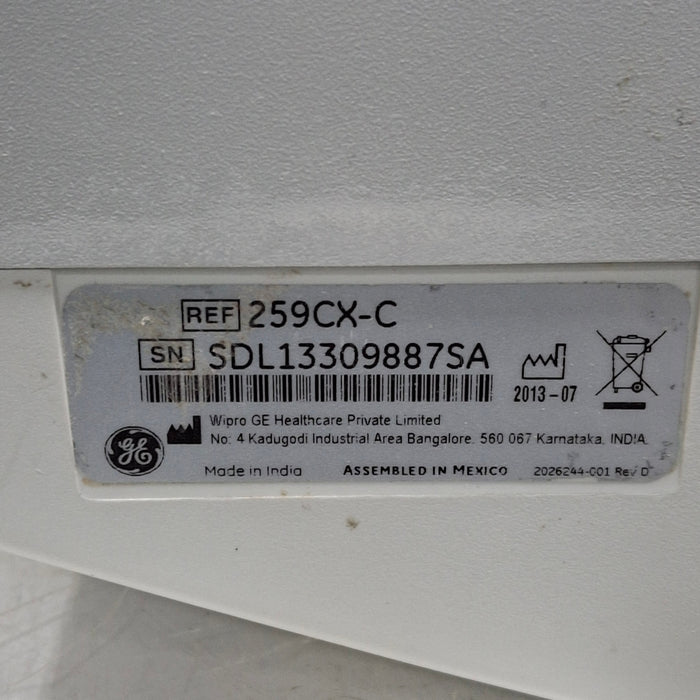 REF 259CX-C
SN SDL13309887SA
2013-07
Wipro GE Healthcare Private Limited
No: 4 Kadugodi Industrial Area Bangalore. 560 067 Karnataka, INDIA
GE
Made in India ASSEMBLED IN MEXICO 2026244-001 Rev D